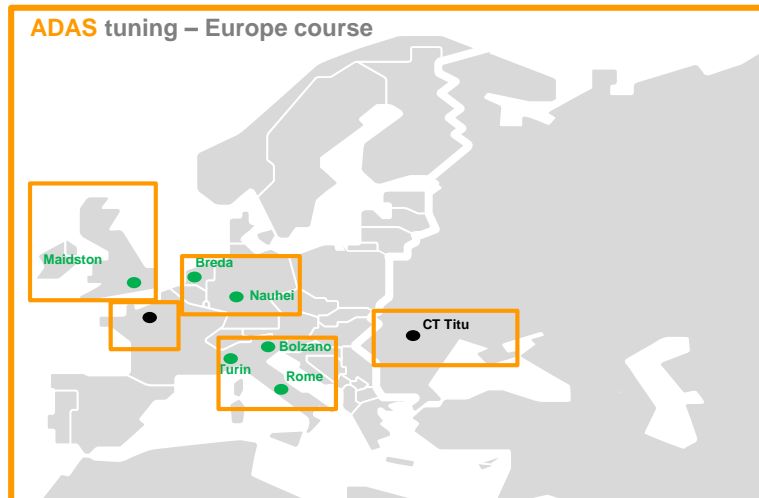 ADAS tuning – Europe course
Maidston
Breda
Nauhei
CT Titu
Bolzano
Turin
Rome